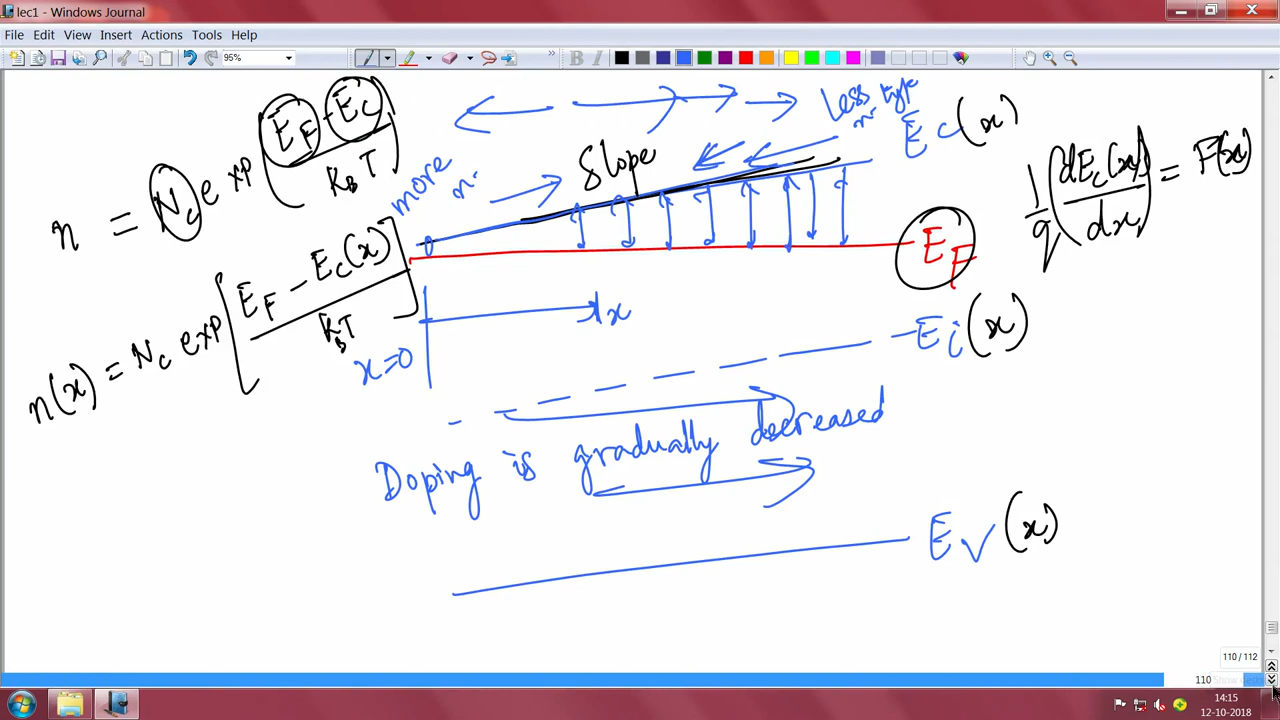 lec1 - Windows Journal
File Edit View Insert Actions Tools Help
95%
n = Nc exp(EF - EC / KBT)
n(x) = Nc exp[EF - Ec(x) / KBT]
more n-
Slope
Less n- type
Ec(x)
1/q (dEc(x)/dx) = F(x)
EF
x
x=0
Ei(x)
Doping is gradually decreased
Ev(x)
110 / 112
110
14:15
12-10-2018